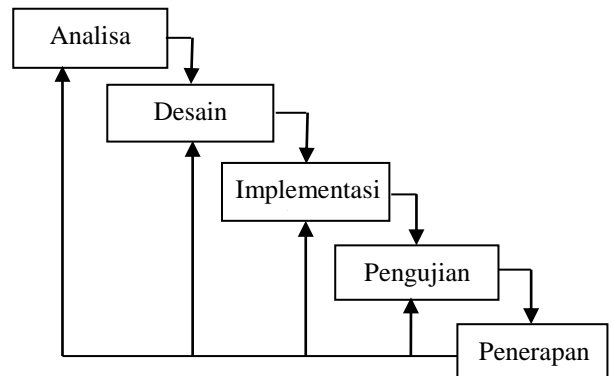 Analisa
Desain
Implementasi
Pengujian
Penerapan